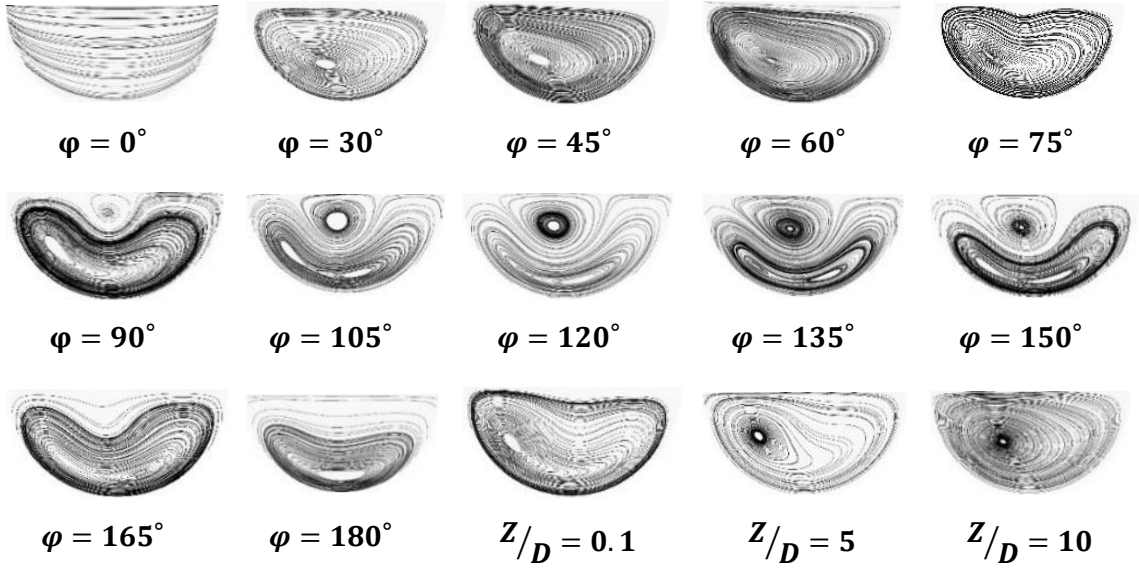 φ = 0°
φ = 30°
φ = 45°
φ = 60°
φ = 75°
φ = 90°
φ = 105°
φ = 120°
φ = 135°
φ = 150°
φ = 165°
φ = 180°
Z/D = 0.1
Z/D = 5
Z/D = 10